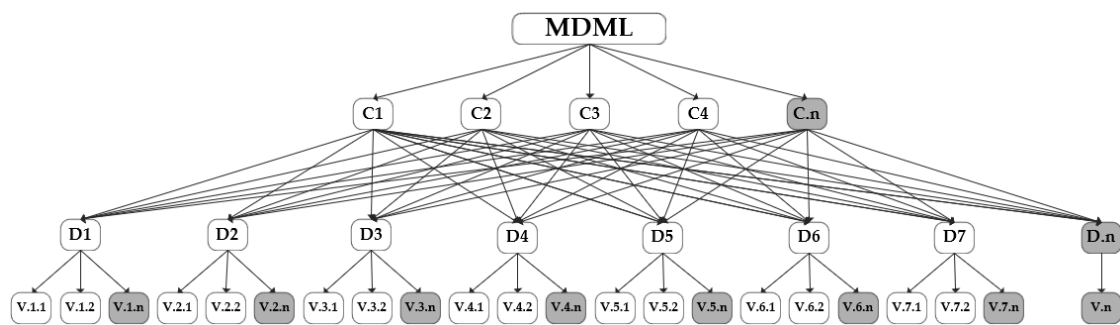 MDML
C1 C2 C3 C4 C.n
D1 D2 D3 D4 D5 D6 D7 D.n
V.1.1 V.1.2 V.1.n V.2.1 V.2.2 V.2.n V.3.1 V.3.2 V.3.n V.4.1 V.4.2 V.4.n V.5.1 V.5.2 V.5.n V.6.1 V.6.2 V.6.n V.7.1 V.7.2 V.7.n V.n